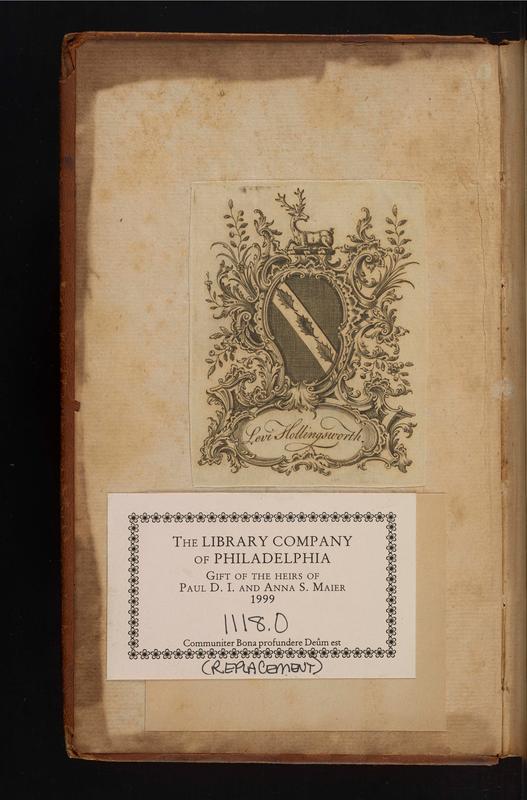 Levi Hollingsworth
THE LIBRARY COMPANY
OF PHILADELPHIA
GIFT OF THE HEIRS OF
PAUL D. I. AND ANNA S. MAIER
1999
1118.0
Communiter Bona profundere Deûm est
(REPLACEMENT)